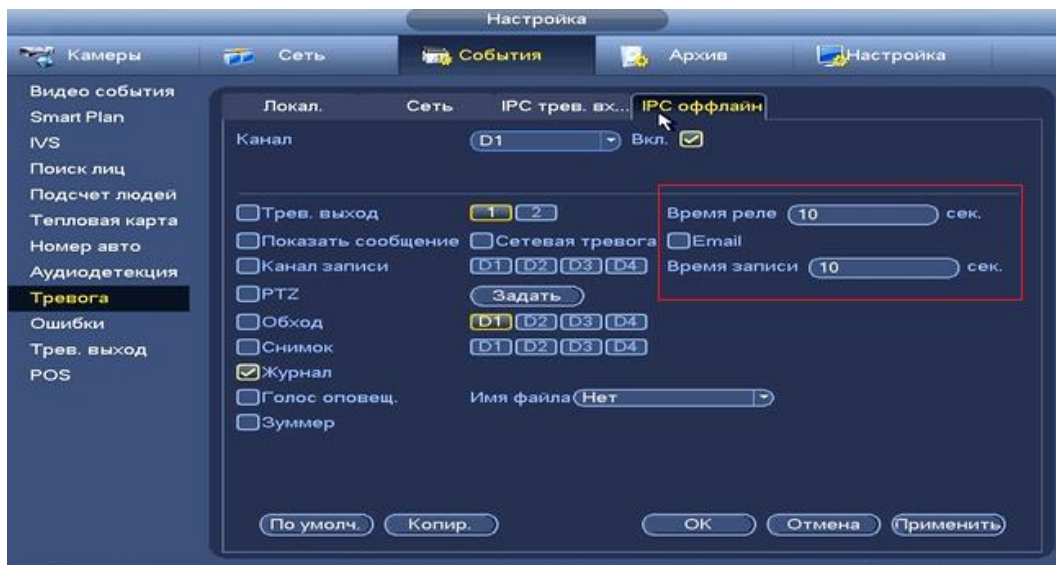 Настройка
Камеры Сеть События Архив Настройка
Видео события
Smart Plan
IVS
Поиск лиц
Подсчет людей
Тепловая карта
Номер авто
Аудиодетекция
Тревога
Ошибки
Трев. выход
POS
Локал. Сеть IPC трев. вх... IPC оффлайн
Канал D1 Вкл.
Трев. выход 1 2 Время реле 10 сек.
Показать сообщение Сетевая тревога Email
Канал записи D1 D2 D3 D4 Время записи 10 сек.
PTZ Задать
Обход D1 D2 D3 D4
Снимок D1 D2 D3 D4
Журнал
Голос оповещ. Имя файла Нет
Зуммер
По умолч. Копир. OK Отмена Применить